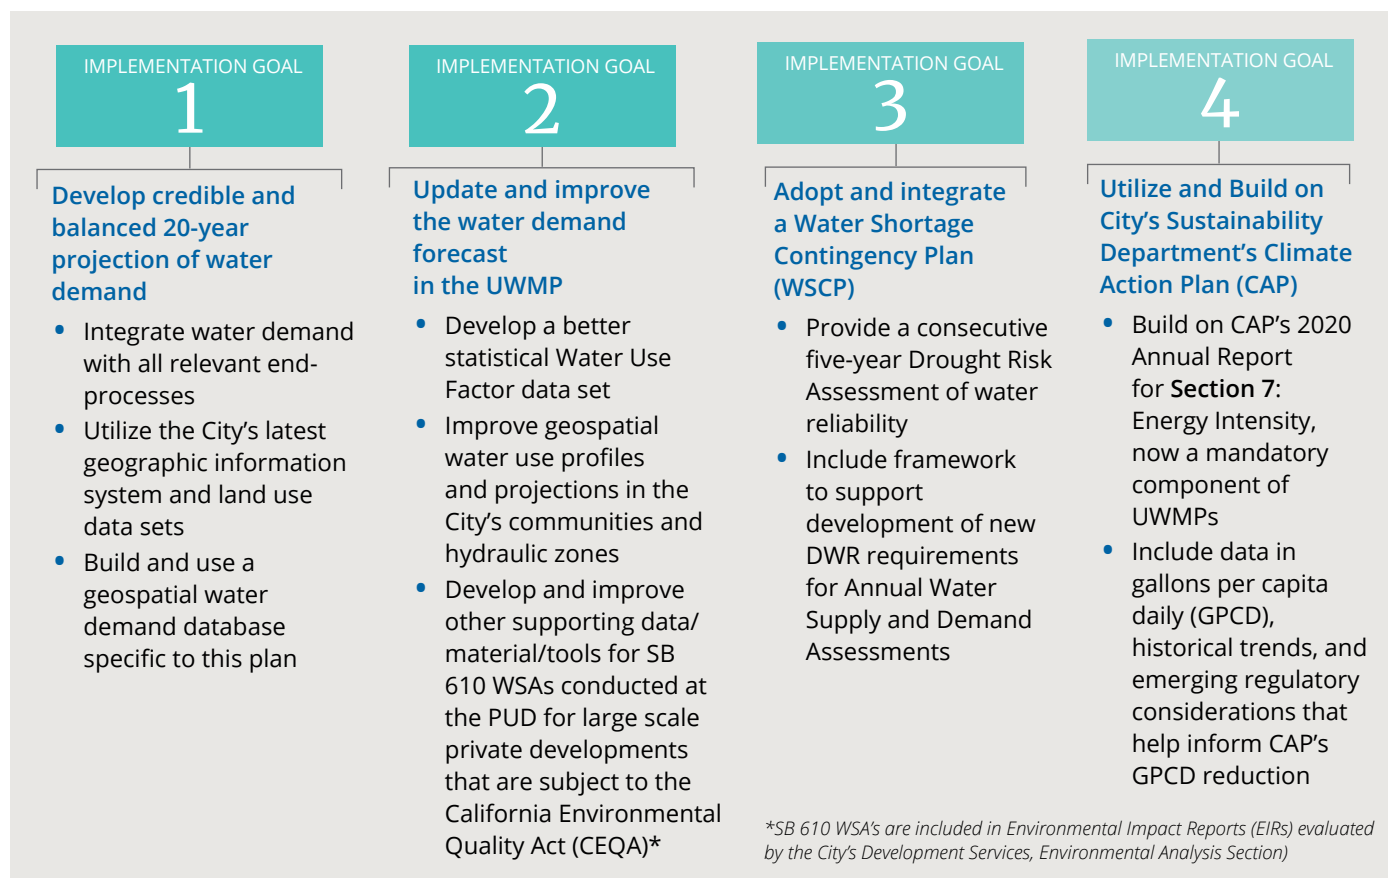 IMPLEMENTATION GOAL
1
Develop credible and
balanced 20-year
projection of water
demand
• Integrate water demand
with all relevant end-
processes
• Utilize the City’s latest
geographic information
system and land use
data sets
• Build and use a
geospatial water
demand database
specific to this plan
IMPLEMENTATION GOAL
2
Update and improve
the water demand
forecast
in the UWMP
• Develop a better
statistical Water Use
Factor data set
• Improve geospatial
water use profiles
and projections in the
City’s communities and
hydraulic zones
• Develop and improve
other supporting data/
material/tools for SB
610 WSAs conducted at
the PUD for large scale
private developments
that are subject to the
California Environmental
Quality Act (CEQA)*
IMPLEMENTATION GOAL
3
Adopt and integrate
a Water Shortage
Contingency Plan
(WSCP)
• Provide a consecutive
five-year Drought Risk
Assessment of water
reliability
• Include framework
to support
development of new
DWR requirements
for Annual Water
Supply and Demand
Assessments
IMPLEMENTATION GOAL
4
Utilize and Build on
City’s Sustainability
Department’s Climate
Action Plan (CAP)
• Build on CAP’s 2020
Annual Report
for Section 7:
Energy Intensity,
now a mandatory
component of
UWMPs
• Include data in
gallons per capita
daily (GPCD),
historical trends, and
emerging regulatory
considerations that
help inform CAP’s
GPCD reduction
*SB 610 WSA’s are included in Environmental Impact Reports (EIRs) evaluated
by the City’s Development Services, Environmental Analysis Section)